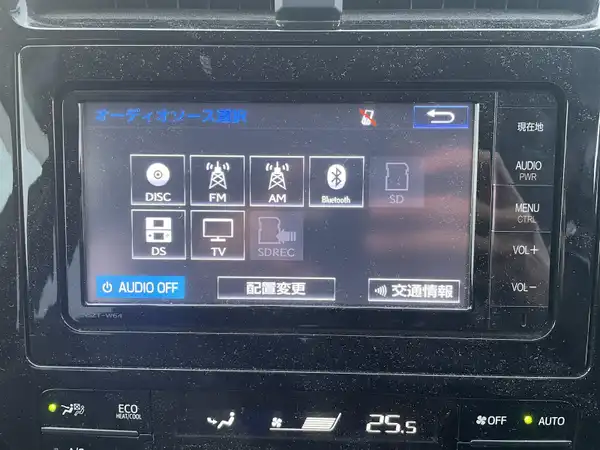 オーディオソース選択
現在地
DISC FM AM Bluetooth SD
AUDIO
PWR
DS TV SDREC
MENU
CTRL
VOL+
AUDIO OFF 配置変更 交通情報
VOL−
NSZT-W64
ECO
HEAT/COOL
25.5
OFF
AUTO
A/C